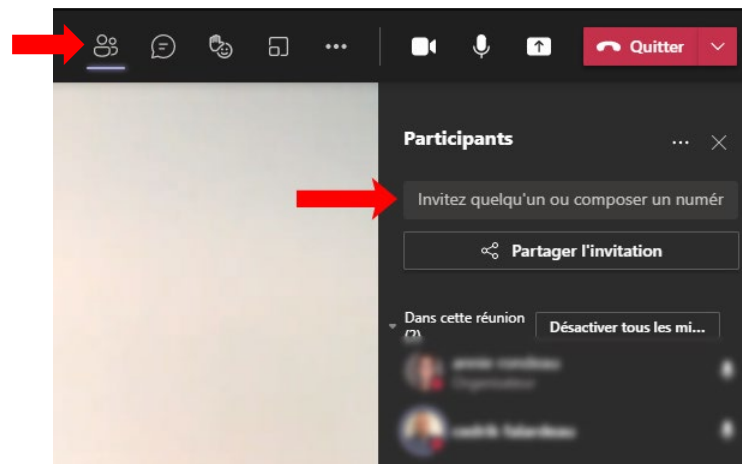 Quitter
Participants
Invitez quelqu'un ou composer un numér
Partager l'invitation
Dans cette réunion
(2)
Désactiver tous les mi...